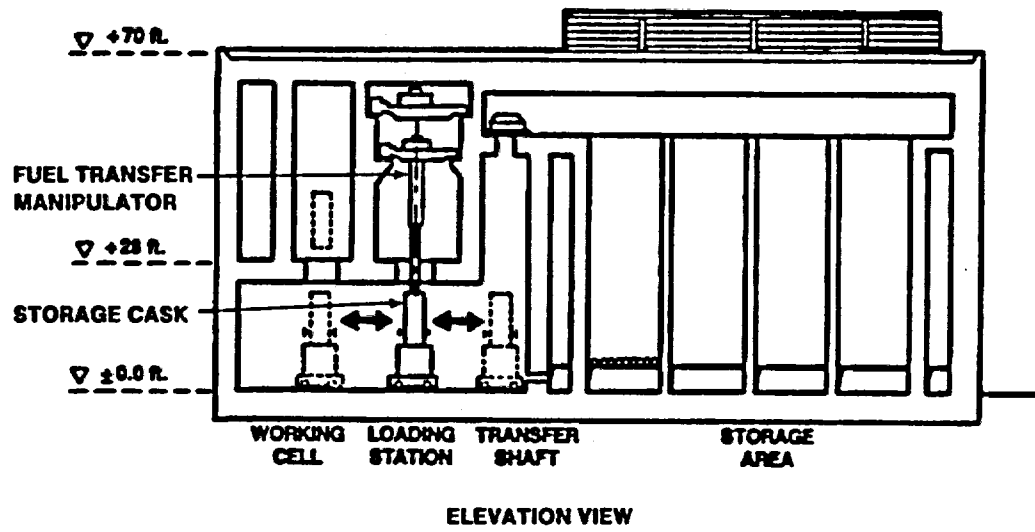 ▽ +70 ft.
FUEL TRANSFER
MANIPULATOR
▽ +28 ft.
STORAGE CASK
▽ ±0.0 ft.
WORKING
CELL
LOADING
STATION
TRANSFER
SHAFT
STORAGE
AREA
ELEVATION VIEW